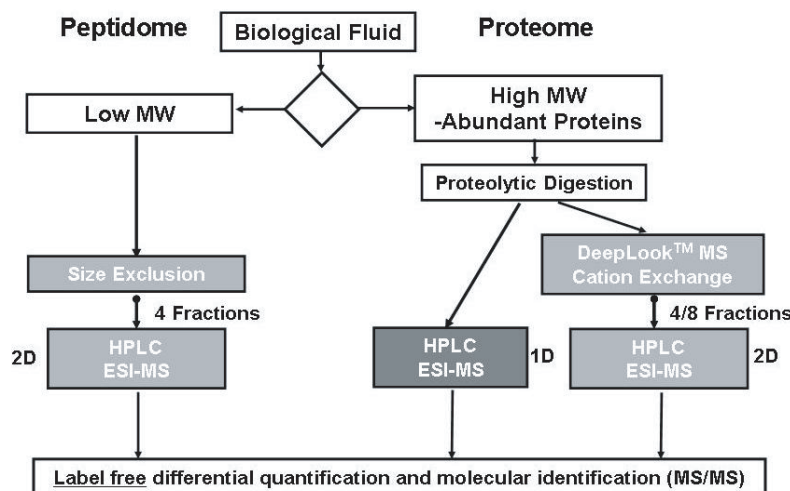 Peptidome
Biological Fluid
Proteome
Low MW
High MW
-Abundant Proteins
Proteolytic Digestion
Size Exclusion
DeepLook™ MS
Cation Exchange
4 Fractions
4/8 Fractions
2D
HPLC
ESI-MS
HPLC
ESI-MS
1D
HPLC
ESI-MS
2D
Label free differential quantification and molecular identification (MS/MS)